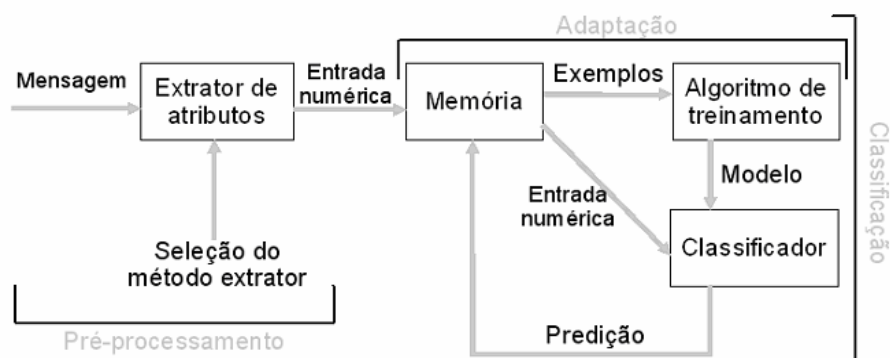 Adaptação
Mensagem
Extrator de
atributos
Entrada
numérica
Memória
Exemplos
Algoritmo de
treinamento
Classificação
Modelo
Entrada
numérica
Classificador
Seleção do
método extrator
Predição
Pré-processamento